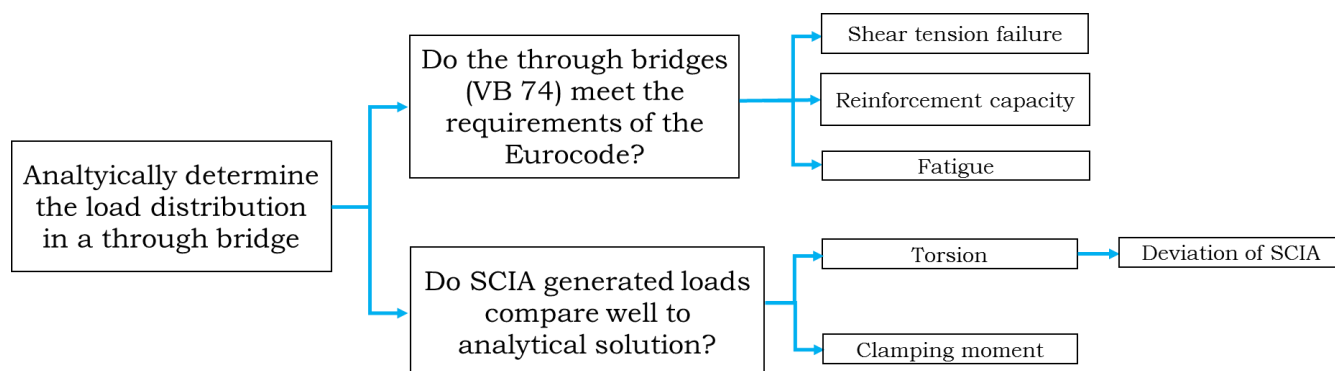 Analtyically determine
the load distribution
in a through bridge
Do the through bridges
(VB 74) meet the
requirements of the
Eurocode?
Shear tension failure
Reinforcement capacity
Fatigue
Do SCIA generated loads
compare well to
analytical solution?
Torsion
Deviation of SCIA
Clamping moment